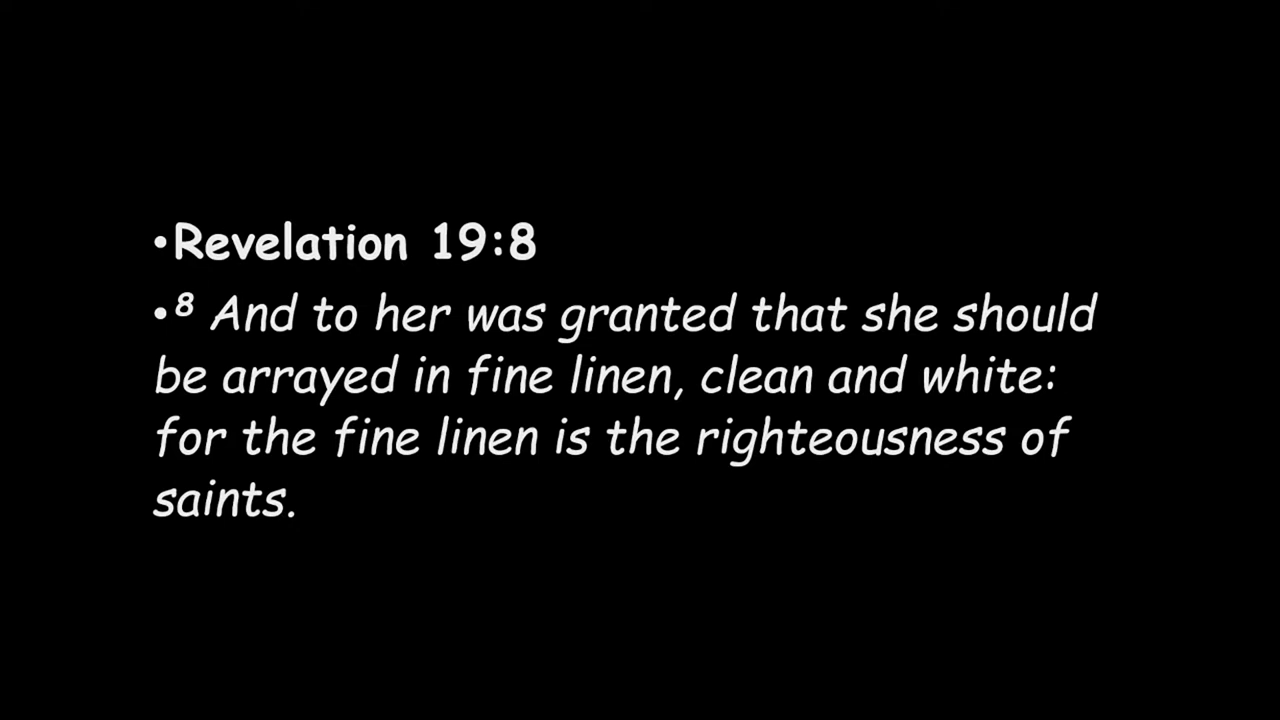 •Revelation 19:8
•⁸ And to her was granted that she should
be arrayed in fine linen, clean and white:
for the fine linen is the righteousness of
saints.